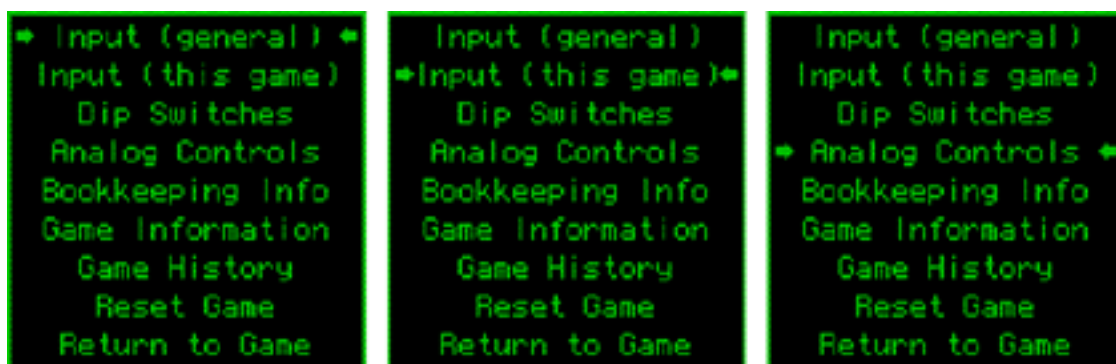 Input (general)
Input (this game)
Dip Switches
Analog Controls
Bookkeeping Info
Game Information
Game History
Reset Game
Return to Game
Input (general)
Input (this game)
Dip Switches
Analog Controls
Bookkeeping Info
Game Information
Game History
Reset Game
Return to Game
Input (general)
Input (this game)
Dip Switches
Analog Controls
Bookkeeping Info
Game Information
Game History
Reset Game
Return to Game